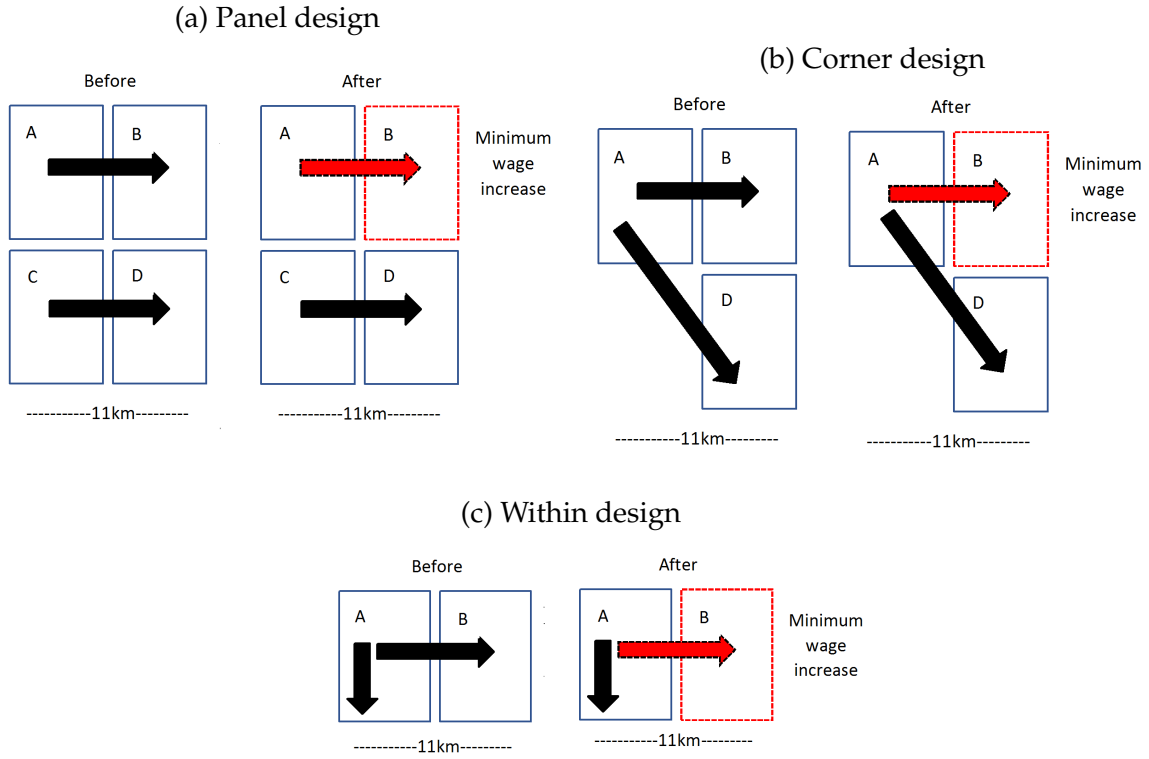 (a) Panel design
Before
After
A
B
A
B
Minimum
wage
increase
C
D
C
D
-----------11km---------
-----------11km---------
(b) Corner design
Before
After
A
B
A
B
Minimum
wage
increase
D
D
-----------11km---------
-----------11km---------
(c) Within design
Before
After
A
B
A
B
Minimum
wage
increase
-----------11km---------
-----------11km---------